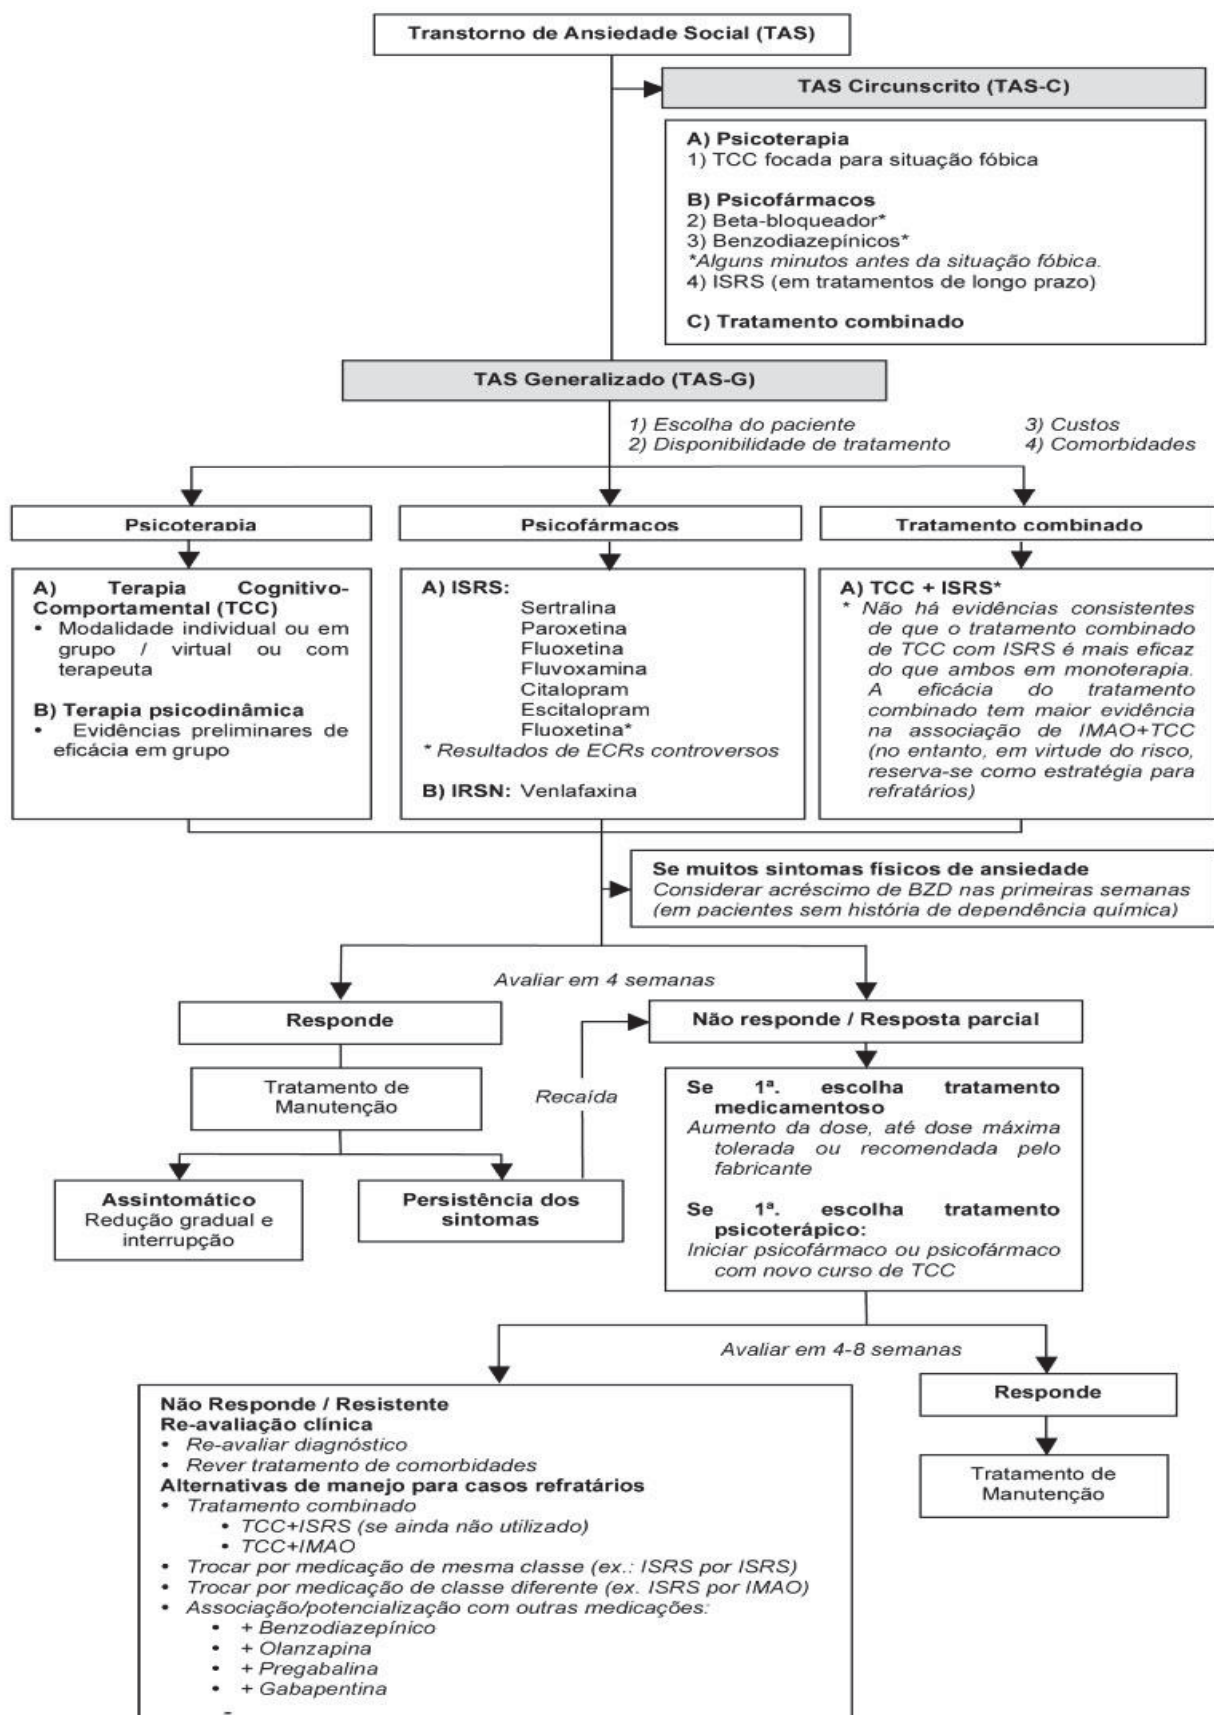 Transtorno de Ansiedade Social (TAS)
TAS Circunscrito (TAS-C)
A) Psicoterapia
1) TCC focada para situação fóbica
B) Psicofármacos
2) Beta-bloqueador*
3) Benzodiazepínicos*
*Alguns minutos antes da situação fóbica.
4) ISRS (em tratamentos de longo prazo)
C) Tratamento combinado
TAS Generalizado (TAS-G)
1) Escolha do paciente
2) Disponibilidade de tratamento
3) Custos
4) Comorbidades
Psicoterapia
A) Terapia Cognitivo-
Comportamental (TCC)
• Modalidade individual ou em
grupo / virtual ou com
terapeuta
B) Terapia psicodinâmica
• Evidências preliminares de
eficácia em grupo
Psicofármacos
A) ISRS:
Sertralina
Paroxetina
Fluoxetina
Fluvoxamina
Citalopram
Escitalopram
Fluoxetina*
* Resultados de ECRs controversos
B) IRSN: Venlafaxina
Tratamento combinado
A) TCC + ISRS*
* Não há evidências consistentes
de que o tratamento combinado
de TCC com ISRS é mais eficaz
do que ambos em monoterapia.
A eficácia do tratamento
combinado tem maior evidência
na associação de IMAO+TCC
(no entanto, em virtude do risco,
reserva-se como estratégia para
refratários)
Se muitos sintomas físicos de ansiedade
Considerar acréscimo de BZD nas primeiras semanas
(em pacientes sem história de dependência química)
Avaliar em 4 semanas
Responde
Tratamento de
Manutenção
Assintomático
Redução gradual e
interrupção
Persistência dos
sintomas
Recaída
Não responde / Resposta parcial
Se 1ª. escolha tratamento
medicamentoso
Aumento da dose, até dose máxima
tolerada ou recomendada pelo
fabricante
Se 1ª. escolha tratamento
psicoterápico:
Iniciar psicofármaco ou psicofármaco
com novo curso de TCC
Avaliar em 4-8 semanas
Não Responde / Resistente
Re-avaliação clínica
• Re-avaliar diagnóstico
• Rever tratamento de comorbidades
Alternativas de manejo para casos refratários
• Tratamento combinado
• TCC+ISRS (se ainda não utilizado)
• TCC+IMAO
• Trocar por medicação de mesma classe (ex.: ISRS por ISRS)
• Trocar por medicação de classe diferente (ex. ISRS por IMAO)
• Associação/potencialização com outras medicações:
• + Benzodiazepínico
• + Olanzapina
• + Pregabalina
• + Gabapentina
Responde
Tratamento de
Manutenção